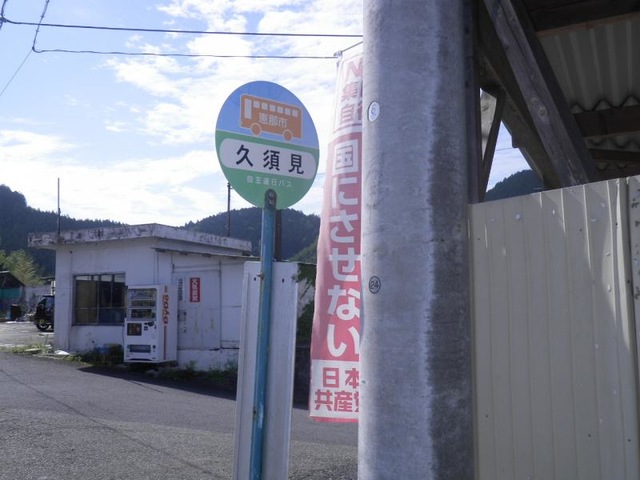 恵那市
久須見
自主運行バス
国にさせない
日本
共産党
24